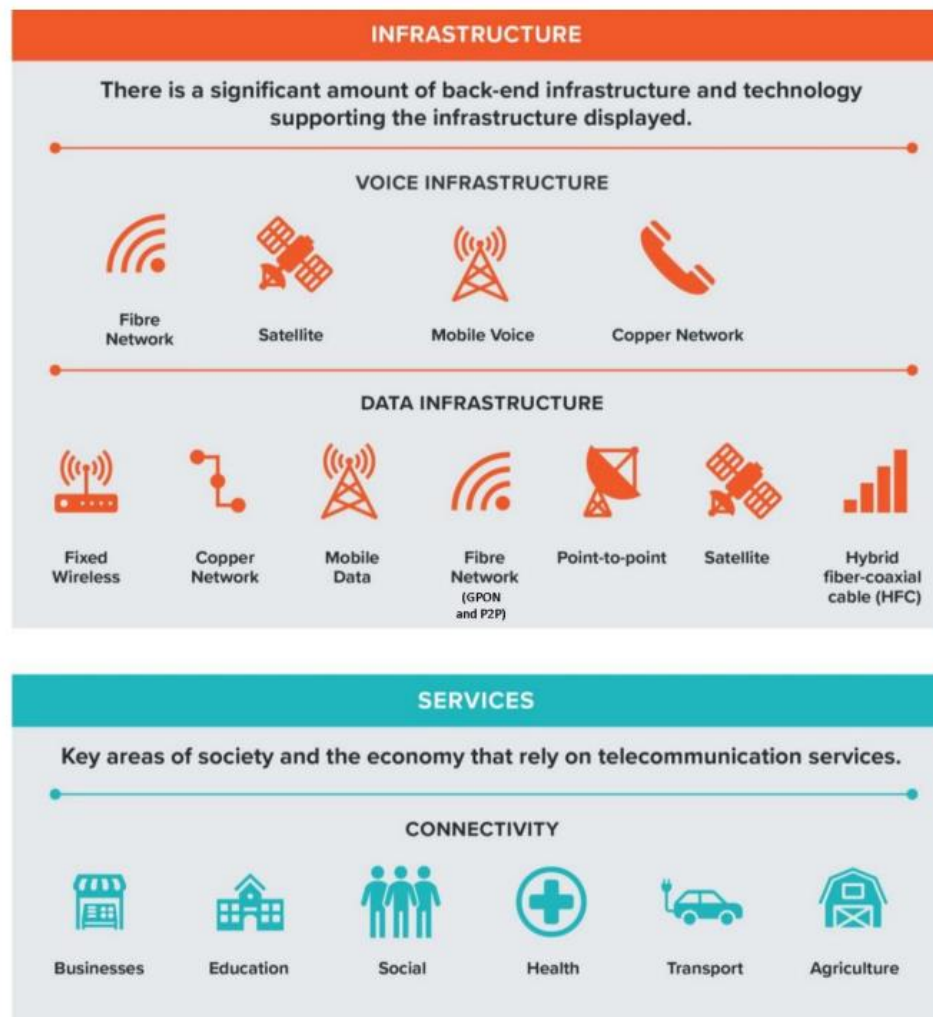 INFRASTRUCTURE
There is a significant amount of back-end infrastructure and technology
supporting the infrastructure displayed.
VOICE INFRASTRUCTURE
Fibre
Network
Satellite
Mobile Voice
Copper Network
DATA INFRASTRUCTURE
Fixed
Wireless
Copper
Network
Mobile
Data
Fibre
Network
(GPON
and P2P)
Point-to-point
Satellite
Hybrid
fiber-coaxial
cable (HFC)
SERVICES
Key areas of society and the economy that rely on telecommunication services.
CONNECTIVITY
Businesses
Education
Social
Health
Transport
Agriculture